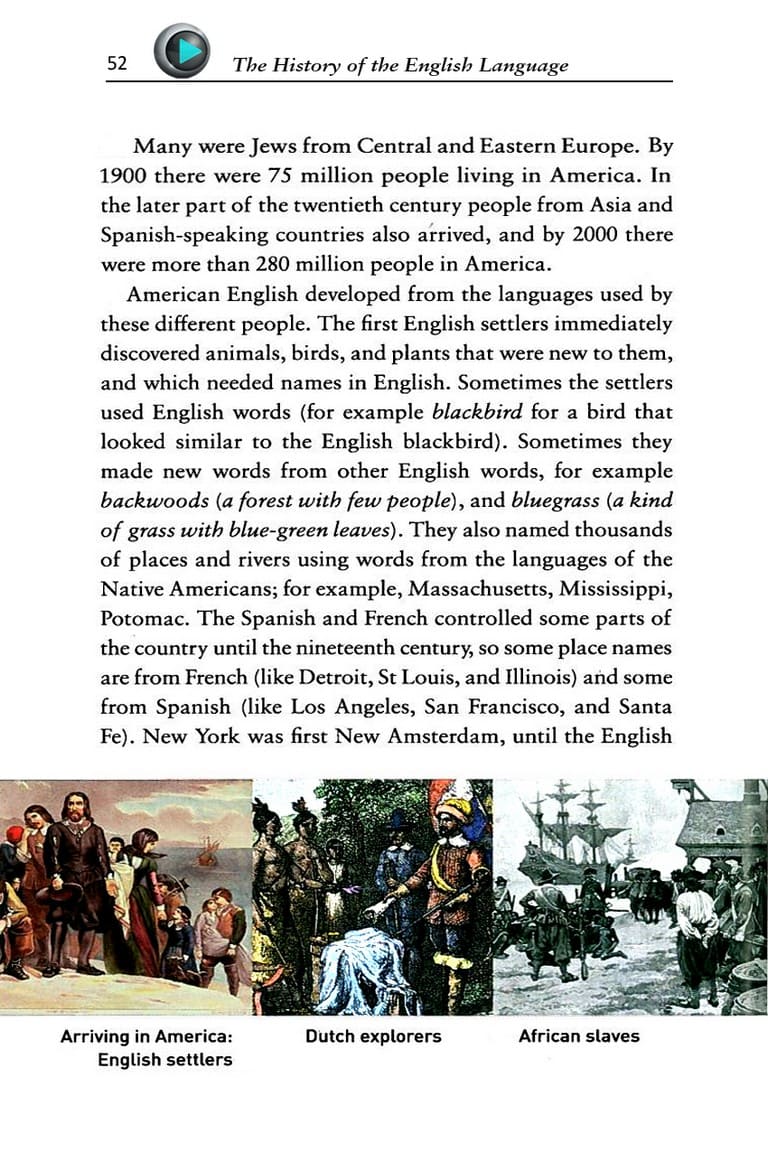 52
The History of the English Language
Many were Jews from Central and Eastern Europe. By
1900 there were 75 million people living in America. In
the later part of the twentieth century people from Asia and
Spanish-speaking countries also arrived, and by 2000 there
were more than 280 million people in America.
American English developed from the languages used by
these different people. The first English settlers immediately
discovered animals, birds, and plants that were new to them,
and which needed names in English. Sometimes the settlers
used English words (for example blackbird for a bird that
looked similar to the English blackbird). Sometimes they
made new words from other English words, for example
backwoods (a forest with few people), and bluegrass (a kind
of grass with blue-green leaves). They also named thousands
of places and rivers using words from the languages of the
Native Americans; for example, Massachusetts, Mississippi,
Potomac. The Spanish and French controlled some parts of
the country until the nineteenth century, so some place names
are from French (like Detroit, St Louis, and Illinois) and some
from Spanish (like Los Angeles, San Francisco, and Santa
Fe). New York was first New Amsterdam, until the English
Arriving in America:
English settlers
Dutch explorers
African slaves